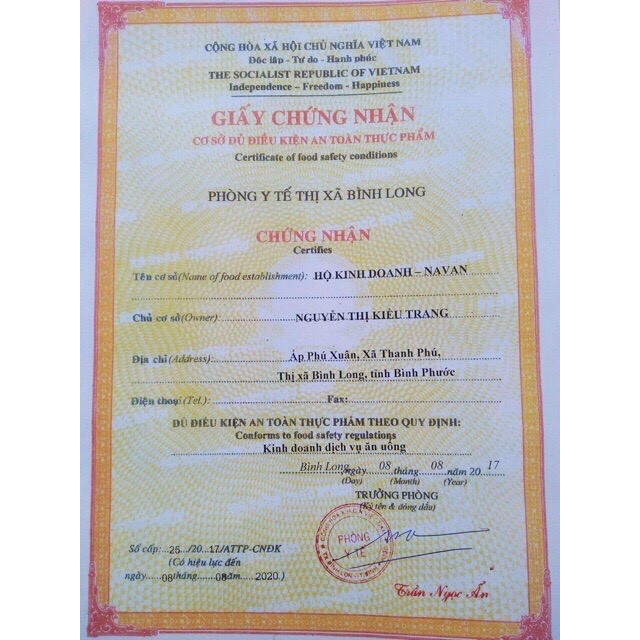 CỘNG HÒA XÃ HỘI CHỦ NGHĨA VIỆT NAM
Độc lập - Tự do - Hạnh phúc
THE SOCIALIST REPUBLIC OF VIETNAM
Independence – Freedom - Happiness
GIẤY CHỨNG NHẬN
CƠ SỞ ĐỦ ĐIỀU KIỆN AN TOÀN THỰC PHẨM
Certificate of food safety conditions
PHÒNG Y TẾ THỊ XÃ BÌNH LONG
CHỨNG NHẬN
Certifies
Tên cơ sở(Name of food establishment): HỘ KINH DOANH – NAVAN
Chủ cơ sở(Owner): NGUYỄN THỊ KIỀU TRANG
Địa chỉ(Address): Ấp Phú Xuân, Xã Thanh Phú,
Thị xã Bình Long, tỉnh Bình Phước
Điện thoại(Tel.): Fax:
ĐỦ ĐIỀU KIỆN AN TOÀN THỰC PHẨM THEO QUY ĐỊNH:
Conforms to food safety regulations
Kinh doanh dịch vụ ăn uống
Bình Long, ngày 08 tháng 08 năm 20 17
(Day) (Month) (Year)
TRƯỞNG PHÒNG
(Ký tên & đóng dấu)
PHÒNG
Y TẾ
Số cấp: 25 /20 17/ATTP-CNĐK
(Có hiệu lực đến
ngày 08 tháng 08 năm 2020.)
Trần Ngọc Ẩn